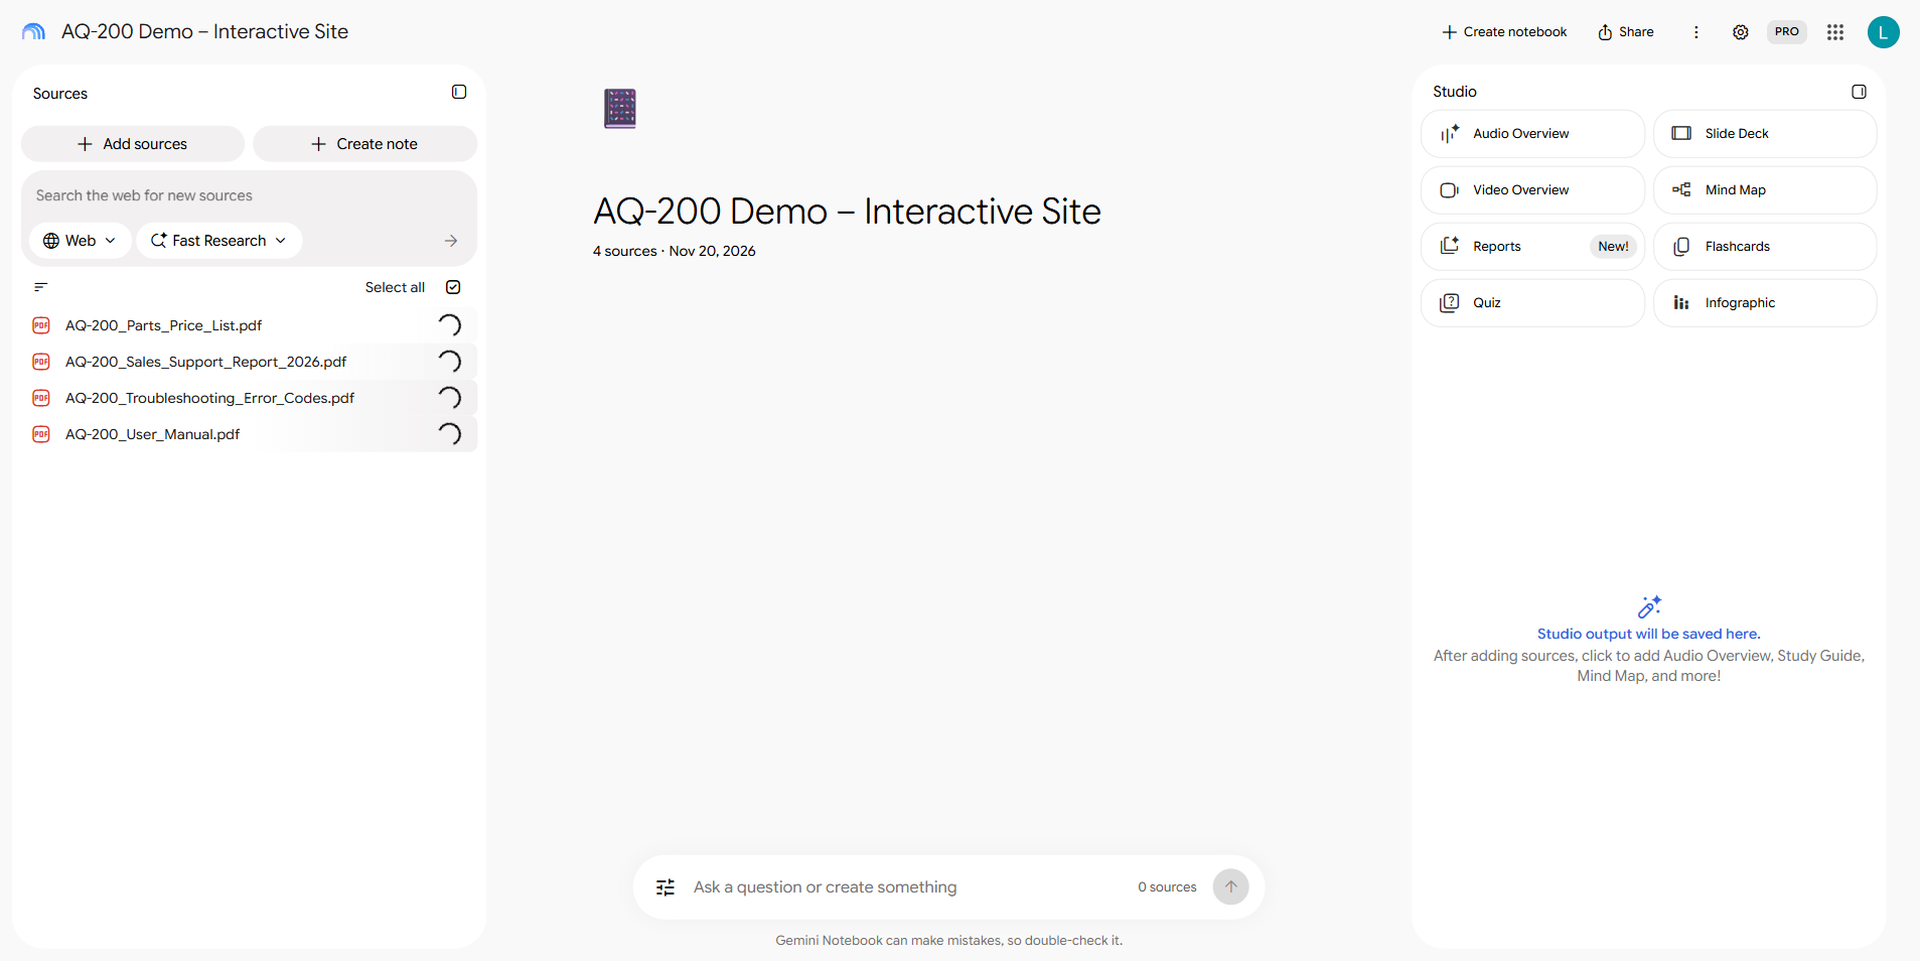 AQ-200 Demo – Interactive Site
Create notebook
Share
PRO
L
Sources
Add sources
Create note
Search the web for new sources
Web
Fast Research
Select all
PDF AQ-200_Parts_Price_List.pdf
PDF AQ-200_Sales_Support_Report_2026.pdf
PDF AQ-200_Troubleshooting_Error_Codes.pdf
PDF AQ-200_User_Manual.pdf
AQ-200 Demo – Interactive Site
4 sources · Nov 20, 2026
Ask a question or create something
0 sources
Gemini Notebook can make mistakes, so double-check it.
Studio
Audio Overview
Slide Deck
Video Overview
Mind Map
Reports
New!
Flashcards
Quiz
Infographic
Studio output will be saved here.
After adding sources, click to add Audio Overview, Study Guide,
Mind Map, and more!